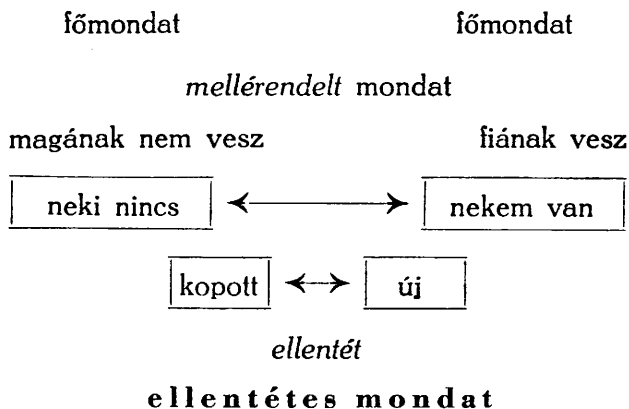 főmondat főmondat
mellérendelt mondat
magának nem vesz fiának vesz
neki nincs nekem van
kopott új
ellentét
ellentétes mondat